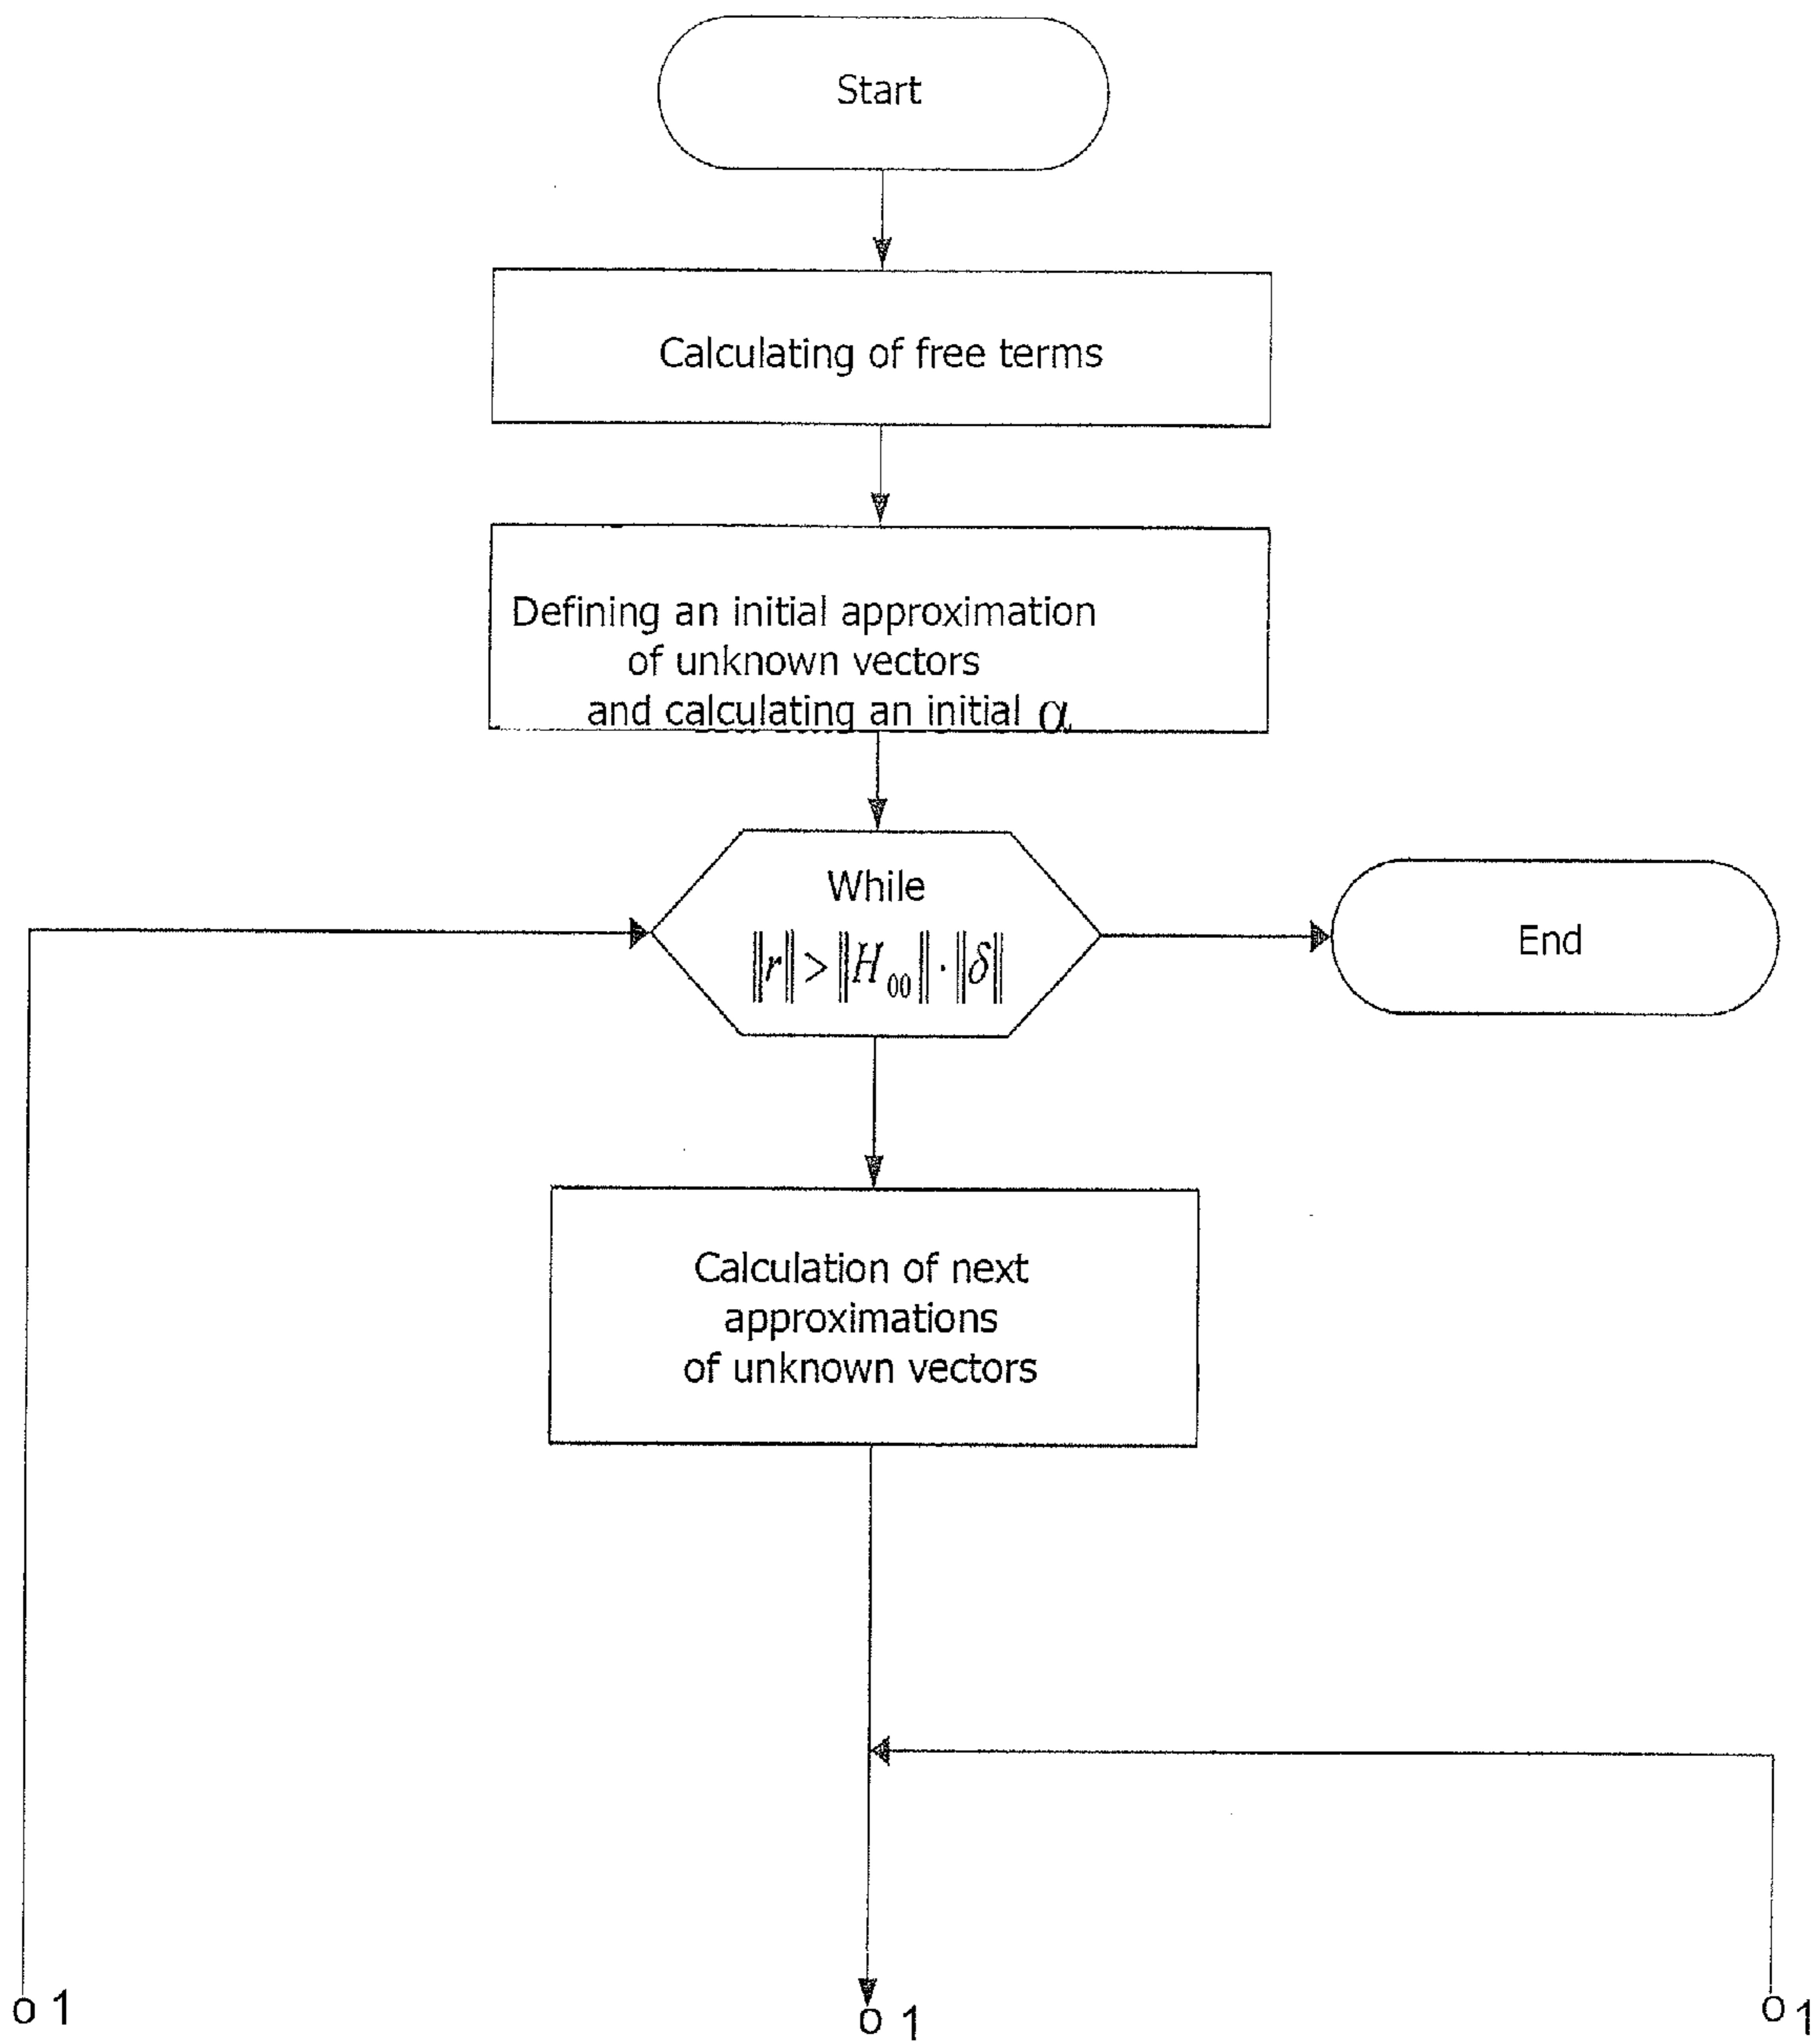 Start
Calculating of free terms
Defining an initial approximation
of unknown vectors
and calculating an initial α
While
‖r‖ > ‖H₀₀‖ · ‖δ‖
End
Calculation of next
approximations
of unknown vectors
o 1
o 1
o 1